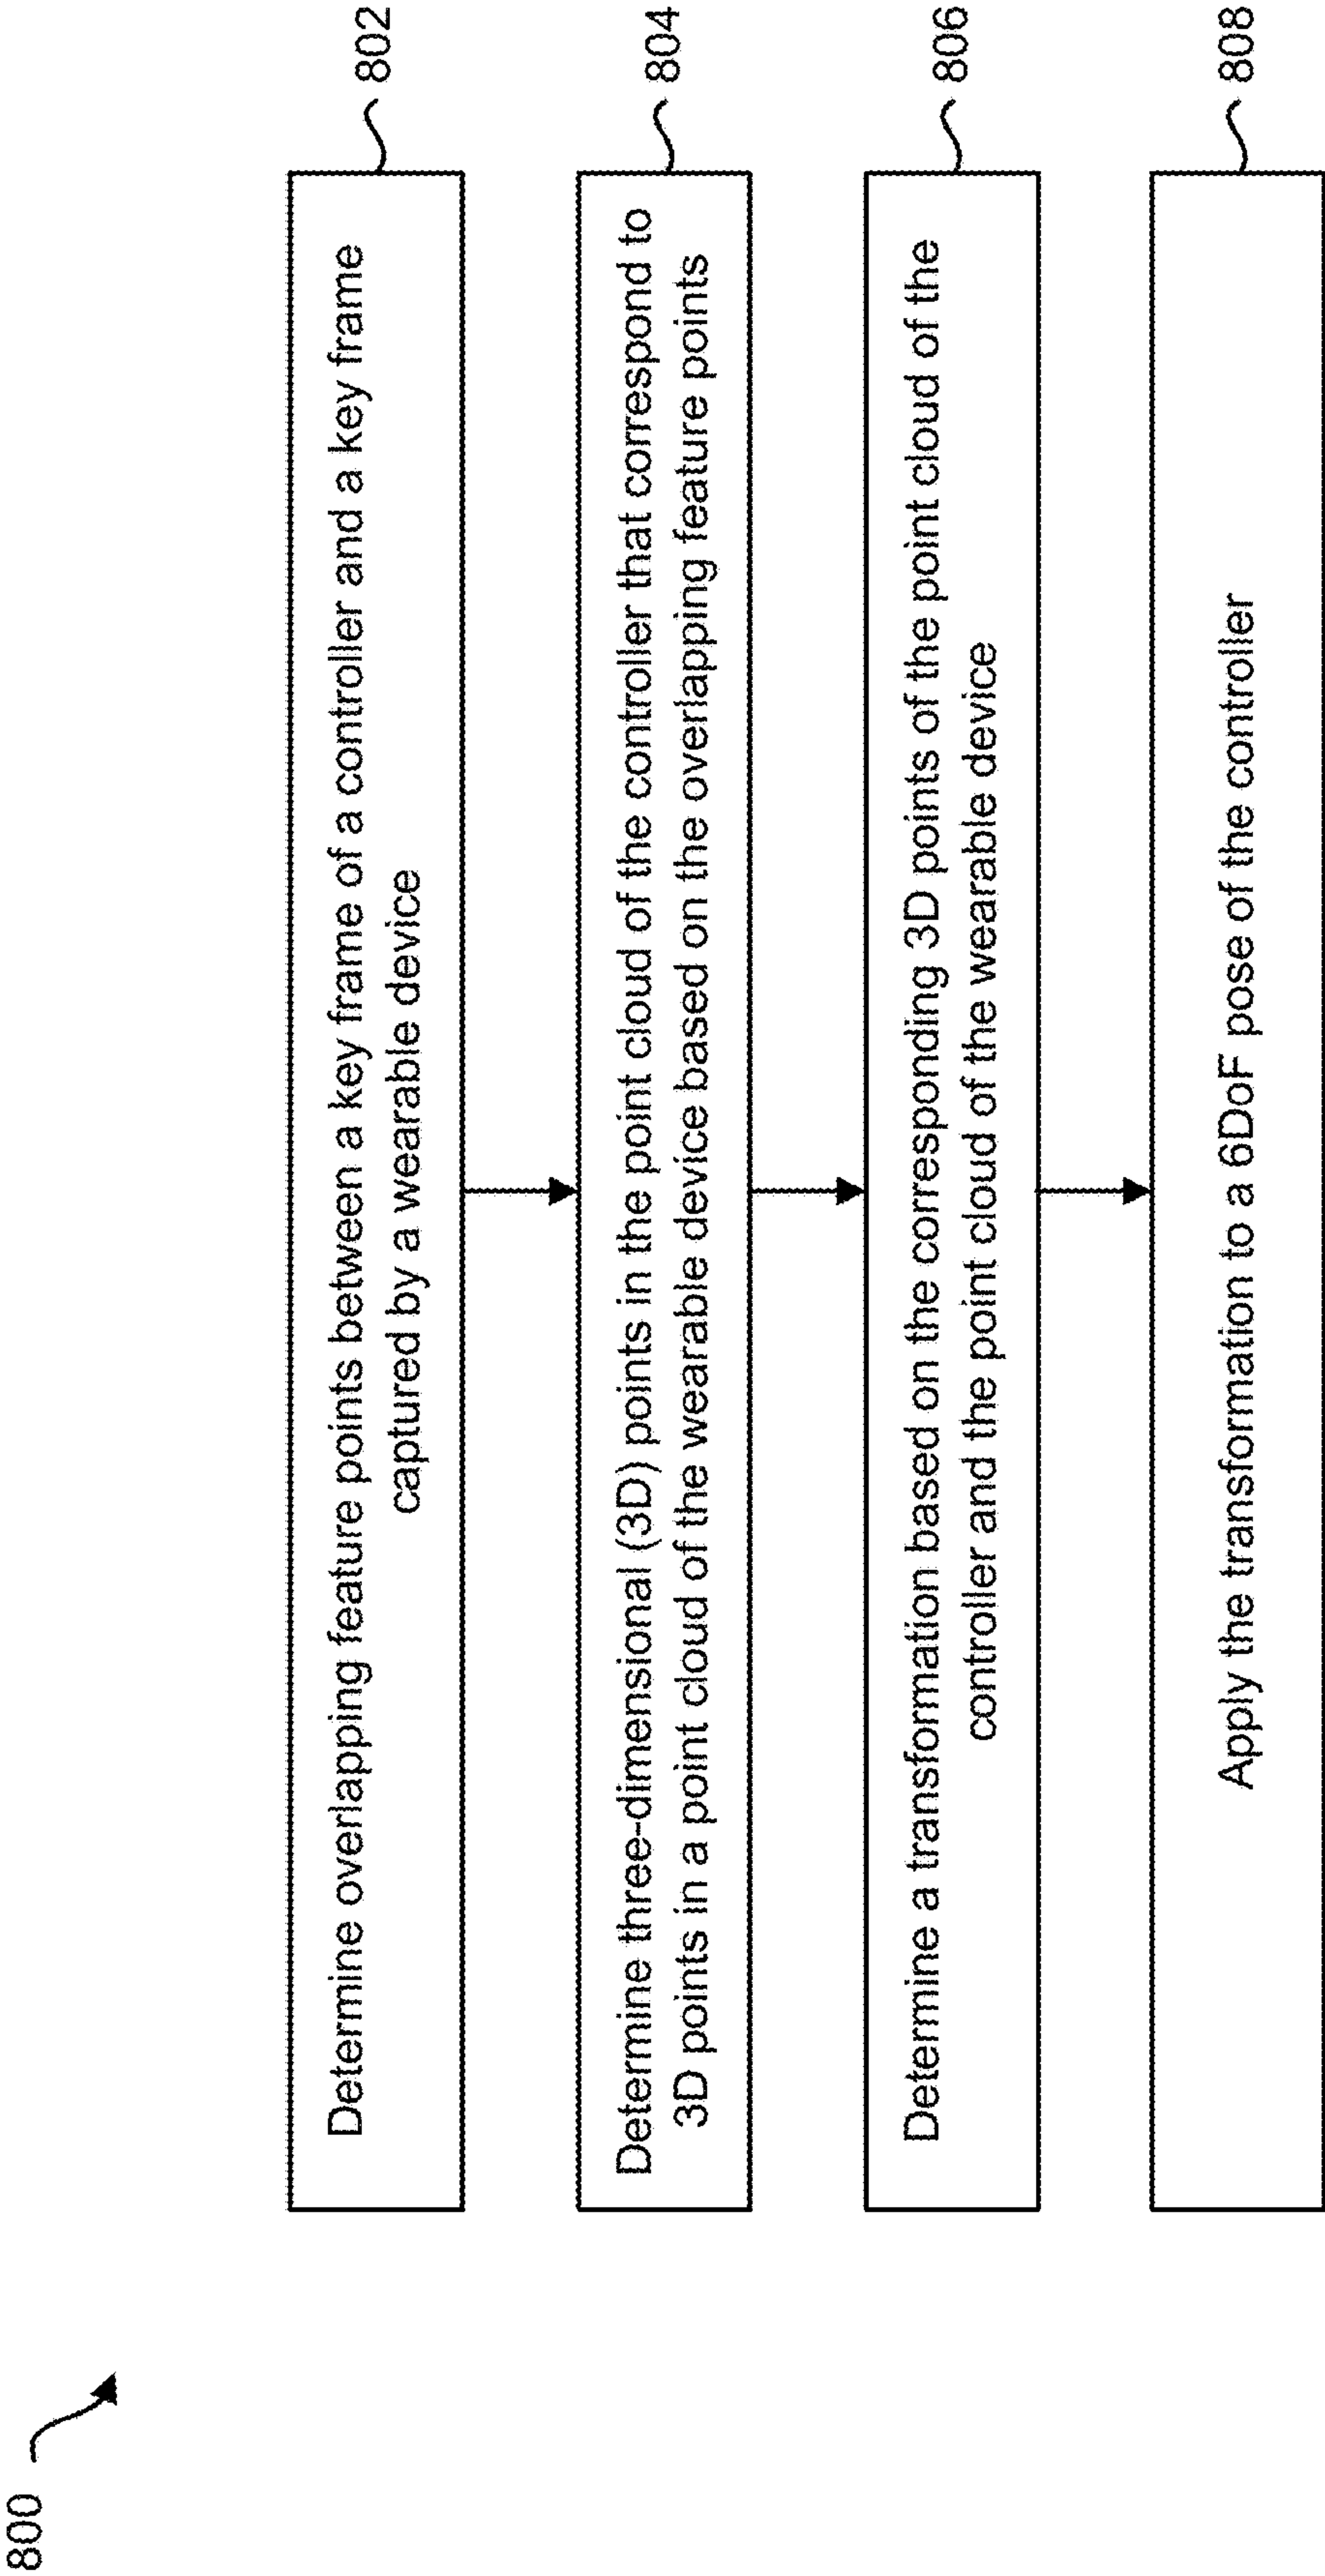 800
Determine overlapping feature points between a key frame of a controller and a key frame
captured by a wearable device
802
Determine three-dimensional (3D) points in the point cloud of the controller that correspond to
3D points in a point cloud of the wearable device based on the overlapping feature points
804
Determine a transformation based on the corresponding 3D points of the point cloud of the
controller and the point cloud of the wearable device
806
Apply the transformation to a 6DoF pose of the controller
808